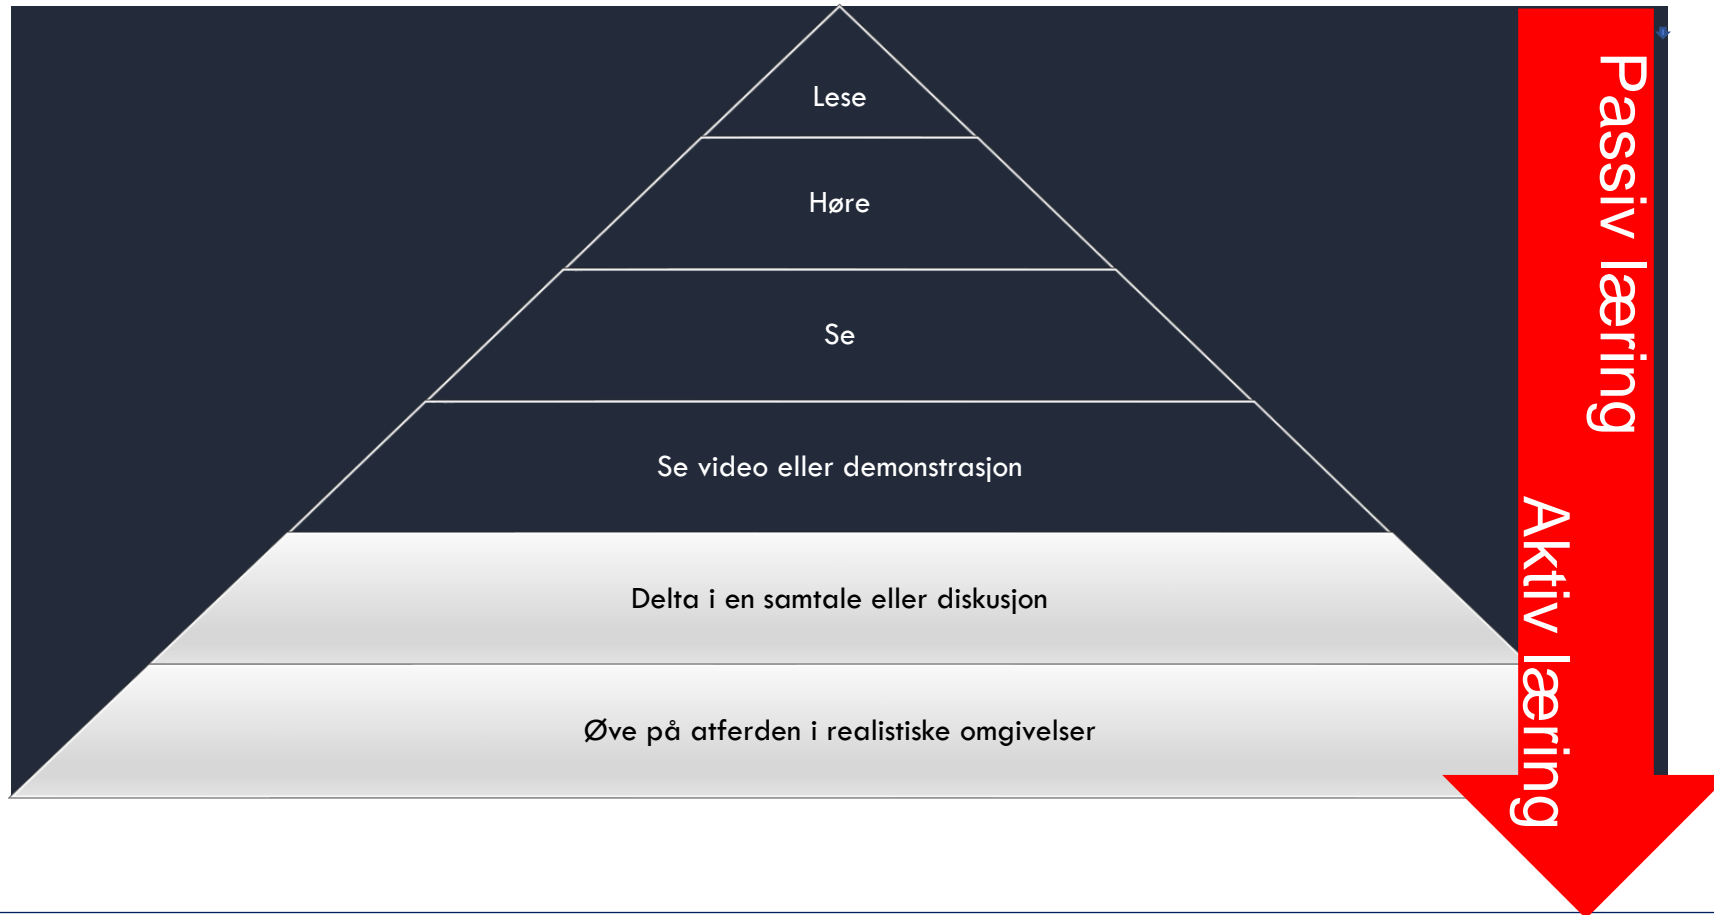 Lese
Høre
Se
Se video eller demonstrasjon
Delta i en samtale eller diskusjon
Øve på atferden i realistiske omgivelser
Passiv læring
Aktiv læring